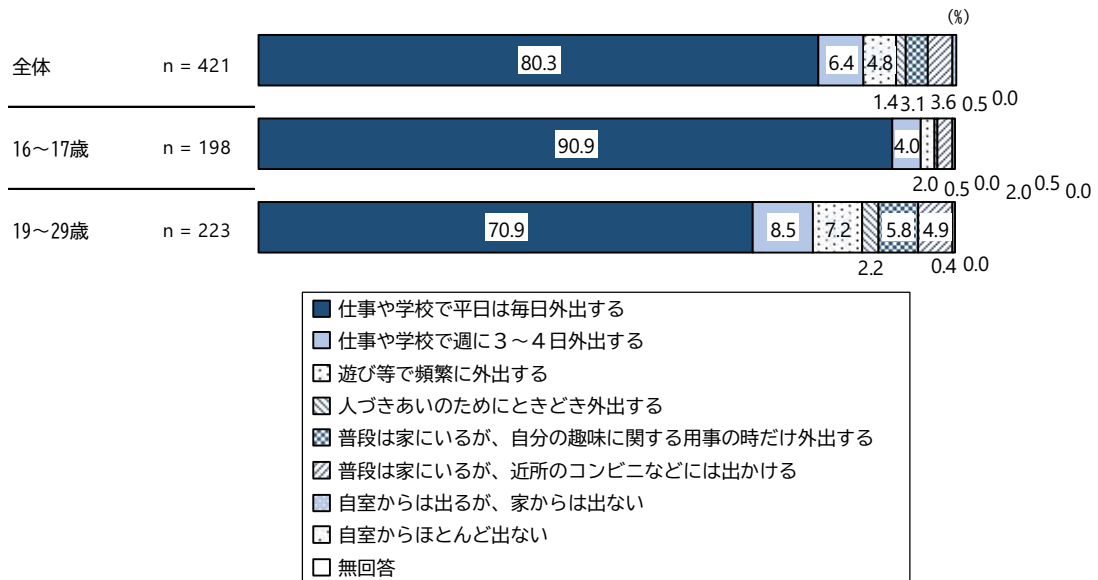 (%)
全体 n = 421 80.3 6.4 4.8
1.4 3.1 3.6 0.5 0.0
16～17歳 n = 198 90.9 4.0
2.0 0.5 0.0 2.0 0.5 0.0
19～29歳 n = 223 70.9 8.5 7.2 5.8 4.9
2.2 0.4 0.0
仕事や学校で平日は毎日外出する
仕事や学校で週に３～４日外出する
遊び等で頻繁に外出する
人づきあいのためにときどき外出する
普段は家にいるが、自分の趣味に関する用事の時だけ外出する
普段は家にいるが、近所のコンビニなどには出かける
自室からは出るが、家からは出ない
自室からほとんど出ない
無回答